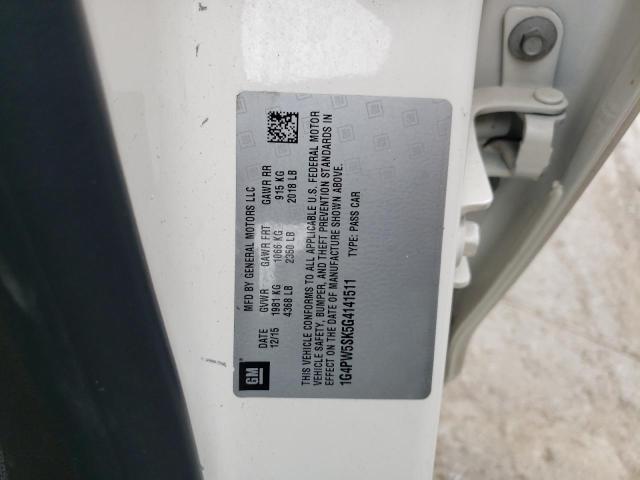 MFD BY GENERAL MOTORS LLC
DATE GVWR GAWR FRT GAWR RR
12/15 1981 KG 1066 KG 915 KG
4368 LB 2350 LB 2018 LB
THIS VEHICLE CONFORMS TO ALL APPLICABLE U.S. FEDERAL MOTOR
VEHICLE SAFETY, BUMPER, AND THEFT PREVENTION STANDARDS IN
EFFECT ON THE DATE OF MANUFACTURE SHOWN ABOVE.
1G4PW5SK5G4141511 TYPE: PASS CAR
GM